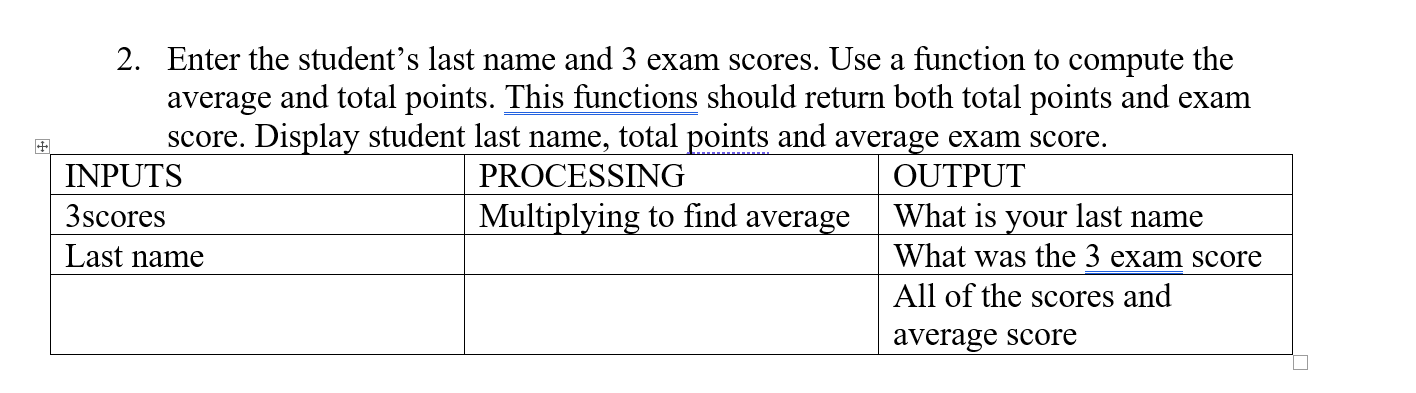 2. Enter the student’s last name and 3 exam scores. Use a function to compute the
average and total points. This functions should return both total points and exam
score. Display student last name, total points and average exam score.
INPUTS PROCESSING OUTPUT
3scores Multiplying to find average What is your last name
Last name What was the 3 exam score
All of the scores and
average score